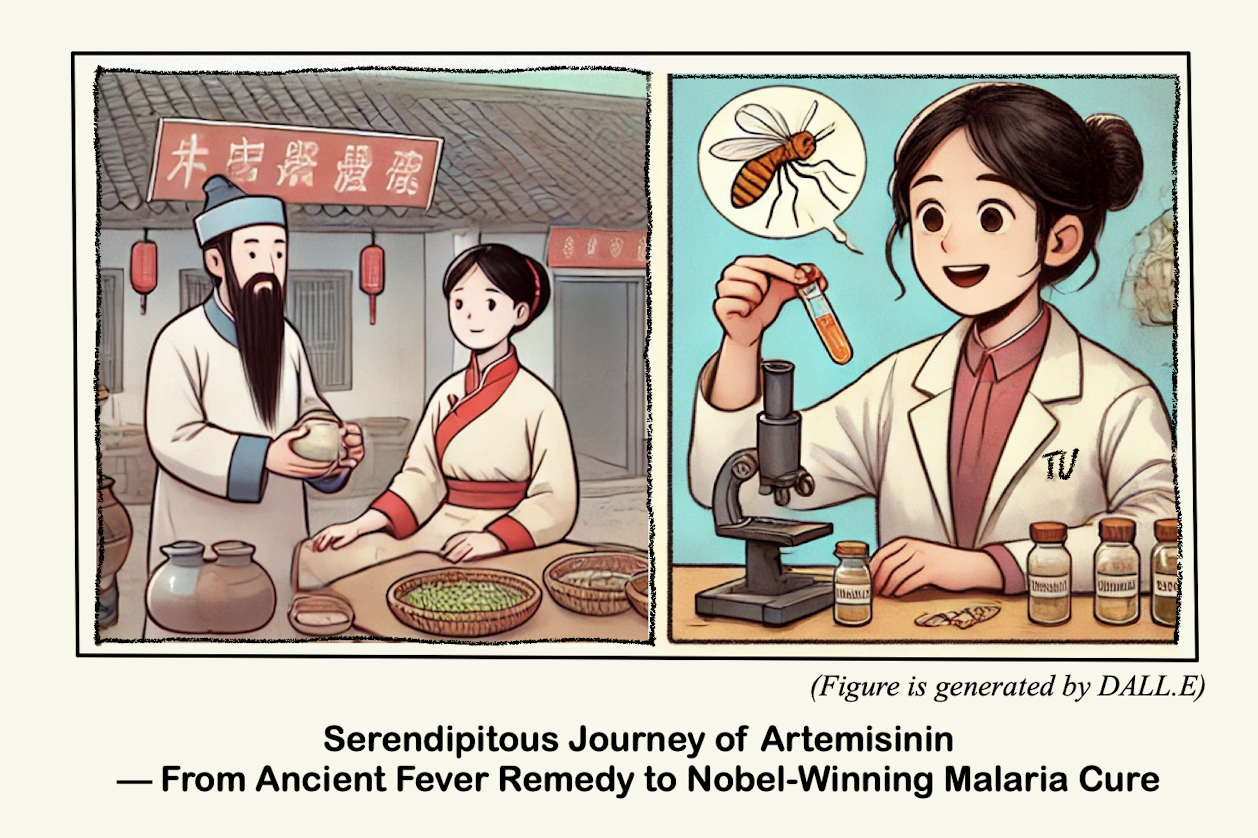 TU
(Figure is generated by DALL.E)
Serendipitous Journey of Artemisinin
— From Ancient Fever Remedy to Nobel-Winning Malaria Cure